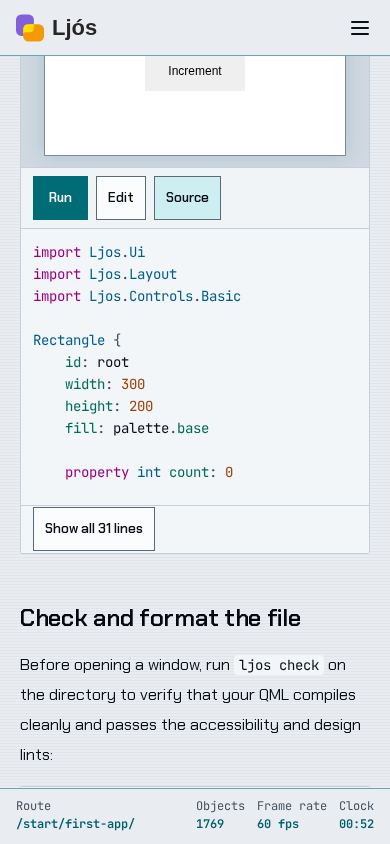 Ljós
Increment
Run Edit Source
import Ljos.Ui
import Ljos.Layout
import Ljos.Controls.Basic
Rectangle {
    id: root
    width: 300
    height: 200
    fill: palette.base
    property int count: 0
Show all 31 lines
Check and format the file
Before opening a window, run ljos check on
the directory to verify that your QML compiles
cleanly and passes the accessibility and design
lints:
Route Objects Frame rate Clock
/start/first-app/ 1769 60 fps 00:52